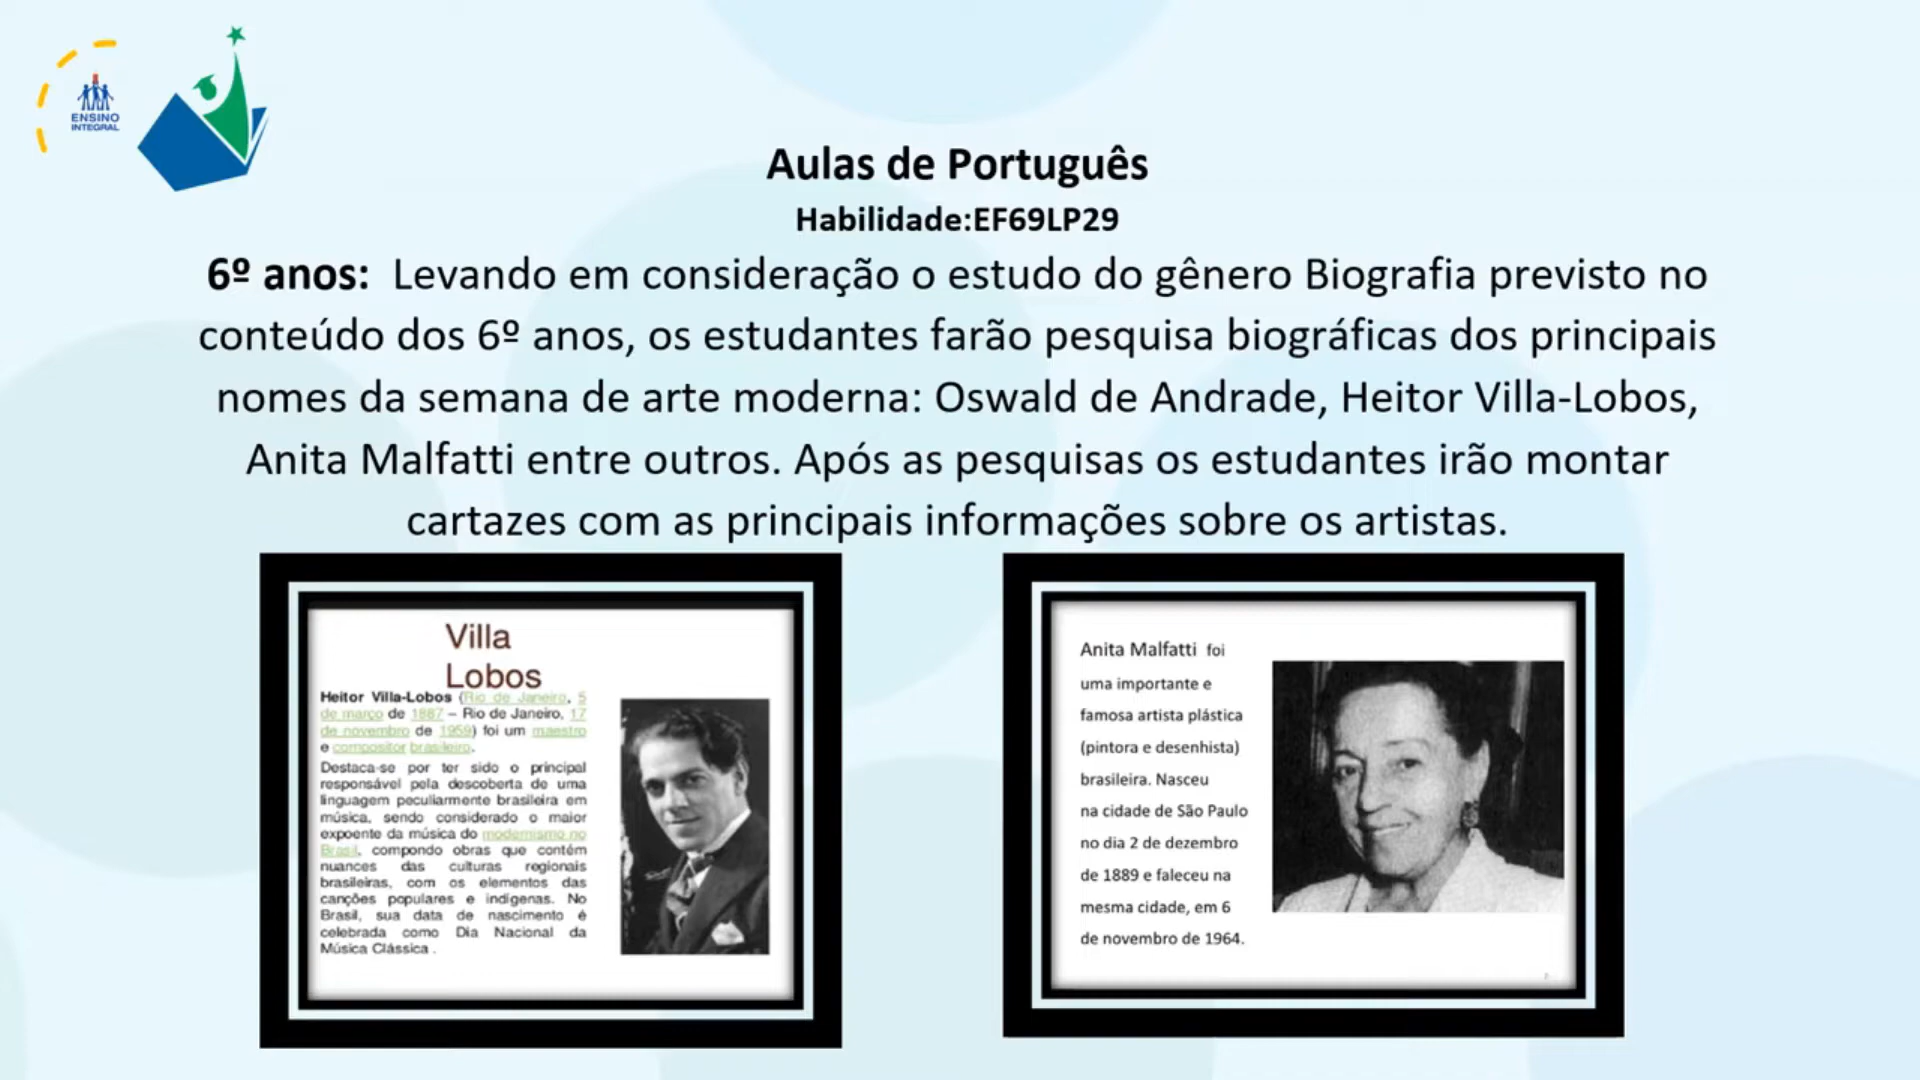 ENSINO
INTEGRAL
Aulas de Português
Habilidade:EF69LP29
6º anos: Levando em consideração o estudo do gênero Biografia previsto no
conteúdo dos 6º anos, os estudantes farão pesquisa biográficas dos principais
nomes da semana de arte moderna: Oswald de Andrade, Heitor Villa-Lobos,
Anita Malfatti entre outros. Após as pesquisas os estudantes irão montar
cartazes com as principais informações sobre os artistas.
Villa
Lobos
Heitor Villa-Lobos (Rio de Janeiro, 5
de março de 1887 – Rio de Janeiro, 17
de novembro de 1959) foi um maestro
e compositor brasileiro.
Destaca-se por ter sido o principal
responsável pela descoberta de uma
linguagem peculiarmente brasileira em
música, sendo considerado o maior
expoente da música do modernismo no
Brasil, compondo obras que contém
nuances das culturas regionais
brasileiras, com os elementos das
canções populares e indígenas. No
Brasil, sua data de nascimento é
celebrada como Dia Nacional da
Música Clássica .
Anita Malfatti foi
uma importante e
famosa artista plástica
(pintora e desenhista)
brasileira. Nasceu
na cidade de São Paulo
no dia 2 de dezembro
de 1889 e faleceu na
mesma cidade, em 6
de novembro de 1964.